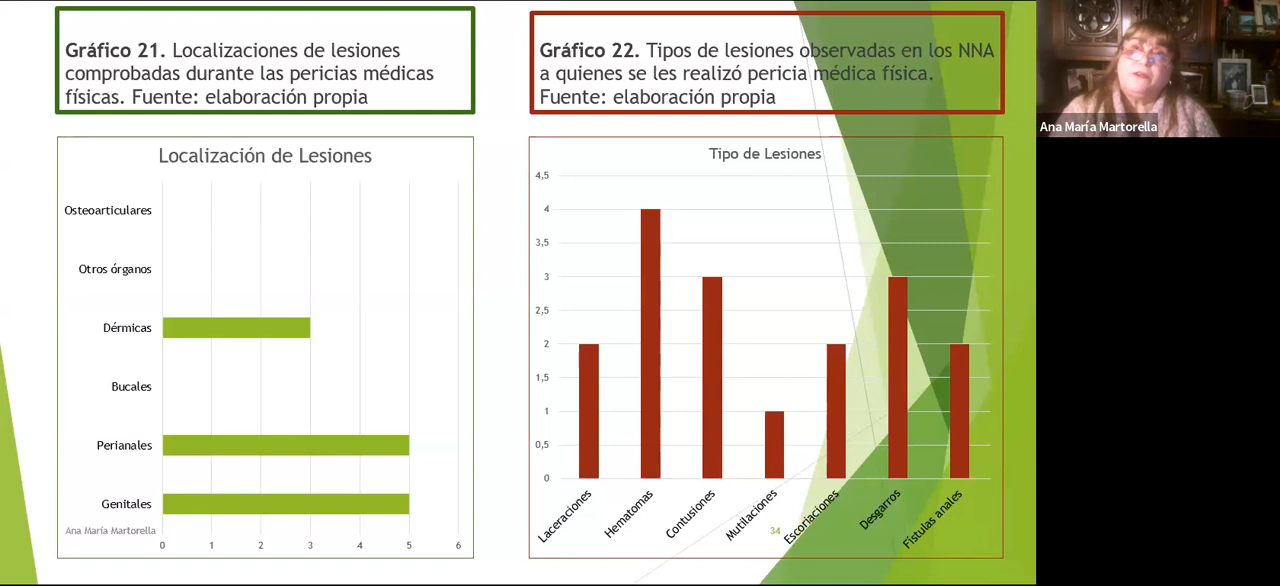 Gráfico 21. Localizaciones de lesiones
comprobadas durante las pericias médicas
físicas. Fuente: elaboración propia
Localización de Lesiones
Osteoarticulares
Otros órganos
Dérmicas
Bucales
Perianales
Genitales
Ana María Martorella
0 1 2 3 4 5 6
Gráfico 22. Tipos de lesiones observadas en los NNA
a quienes se les realizó pericia médica física.
Fuente: elaboración propia
Tipo de Lesiones
4,5
4
3,5
3
2,5
2
1,5
1
0,5
0
Laceraciones
Hematomas
Contusiones
Mutilaciones
Escoriaciones
Desgarros
Fístulas anales
34
Ana María Martorella